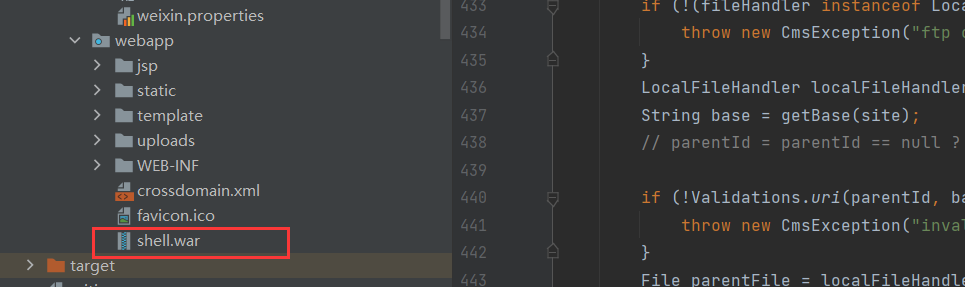 weixin.properties
webapp
jsp
static
template
uploads
WEB-INF
crossdomain.xml
favicon.ico
shell.war
target
433 if (!(fileHandler instanceof Loca
434 throw new CmsException("ftp
435 }
436 LocalFileHandler localFileHandler
437 String base = getBase(site);
438 // parentId = parentId == null ?
439
440 if (!Validations.uri(parentId, ba
441 throw new CmsException("inval
442 }
443 File parentFile = localFileHandle